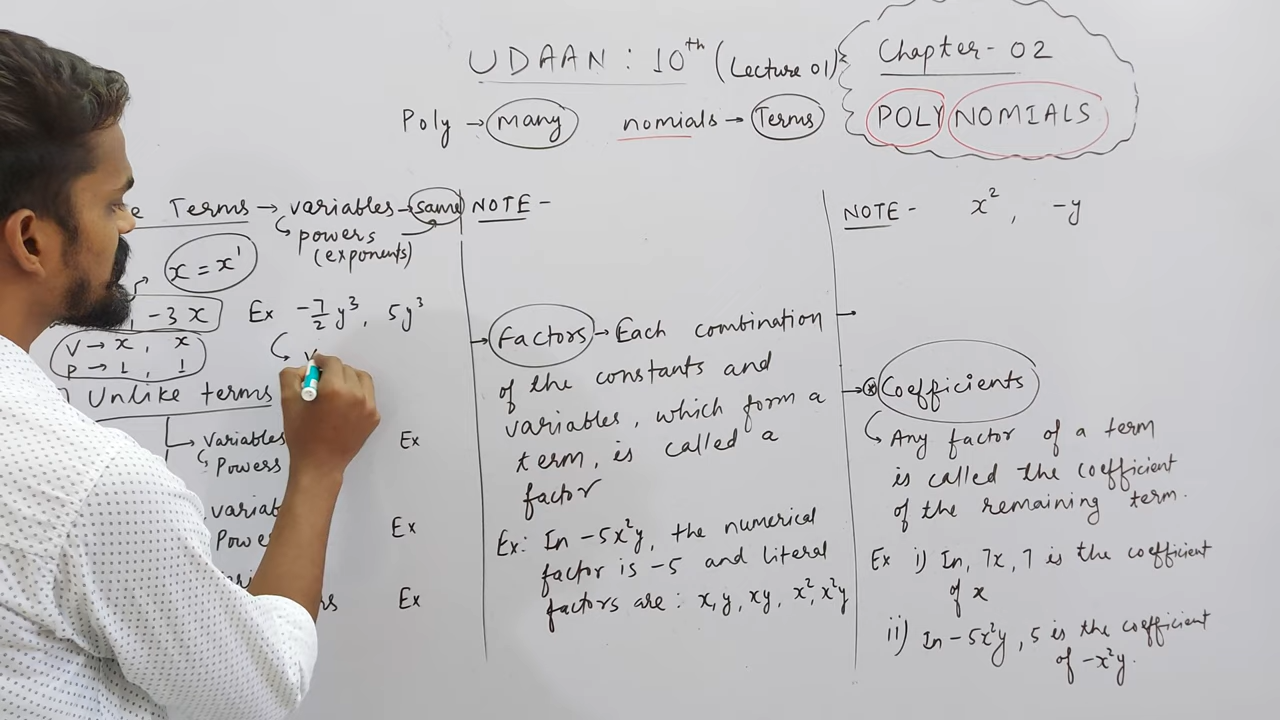 UDAAN : 10th (Lecture 01)
Chapter - 02
POLYNOMIALS
Poly → Many nomials → Terms
Terms → variables → same
powers
(exponents)
x = x¹
, -3x Ex -7/2 y³, 5y³
V → x, x
P → 1, 1
V
Unlike terms
variables
Powers
Ex
Ex
Ex
NOTE -
→ Factors → Each combination
of the constants and
variables, which form a
term, is called a
factor
Ex: In -5x²y, the numerical
factor is -5 and literal
factors are : x, y, xy, x², x²y
NOTE - x², -y
→
→ * Coefficients
Any factor of a term
is called the coefficient
of the remaining term.
Ex i) In, 7x, 7 is the coefficient
of x
ii) In -5x²y, 5 is the coefficient
of -x²y.